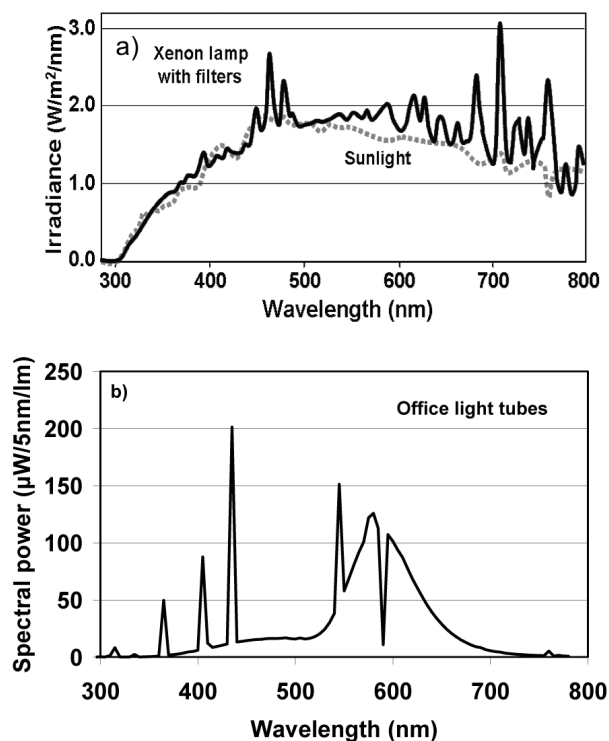 3.0
a)
Xenon lamp
with filters
2.0
Sunlight
1.0
0.0
Irradiance (W/m²/nm)
300 400 500 600 700 800
Wavelength (nm)
250
b)
Office light tubes
200
150
100
50
0
Spectral power (µW/5nm/lm)
300 400 500 600 700 800
Wavelength (nm)